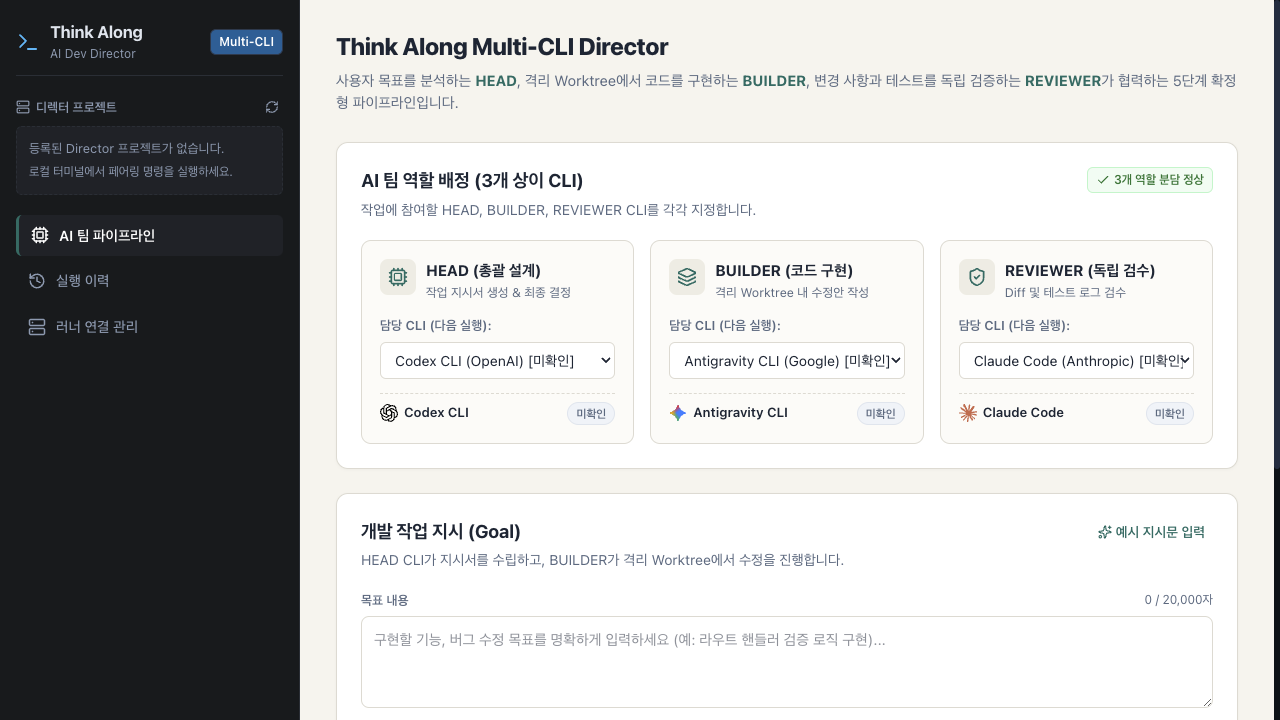 Think Along
AI Dev Director
Multi-CLI
디렉터 프로젝트
등록된 Director 프로젝트가 없습니다.
로컬 터미널에서 페어링 명령을 실행하세요.
AI 팀 파이프라인
실행 이력
러너 연결 관리
Think Along Multi-CLI Director
사용자 목표를 분석하는 HEAD, 격리 Worktree에서 코드를 구현하는 BUILDER, 변경 사항과 테스트를 독립 검증하는 REVIEWER가 협력하는 5단계 확정
형 파이프라인입니다.
AI 팀 역할 배정 (3개 상이 CLI)
3개 역할 분담 정상
작업에 참여할 HEAD, BUILDER, REVIEWER CLI를 각각 지정합니다.
HEAD (총괄 설계)
작업 지시서 생성 & 최종 결정
담당 CLI (다음 실행):
Codex CLI (OpenAI) [미확인]
Codex CLI
미확인
BUILDER (코드 구현)
격리 Worktree 내 수정안 작성
담당 CLI (다음 실행):
Antigravity CLI (Google) [미확인]
Antigravity CLI
미확인
REVIEWER (독립 검수)
Diff 및 테스트 로그 검수
담당 CLI (다음 실행):
Claude Code (Anthropic) [미확인]
Claude Code
미확인
개발 작업 지시 (Goal)
예시 지시문 입력
HEAD CLI가 지시서를 수립하고, BUILDER가 격리 Worktree에서 수정을 진행합니다.
목표 내용
0 / 20,000자
구현할 기능, 버그 수정 목표를 명확하게 입력하세요 (예: 라우트 핸들러 검증 로직 구현)...